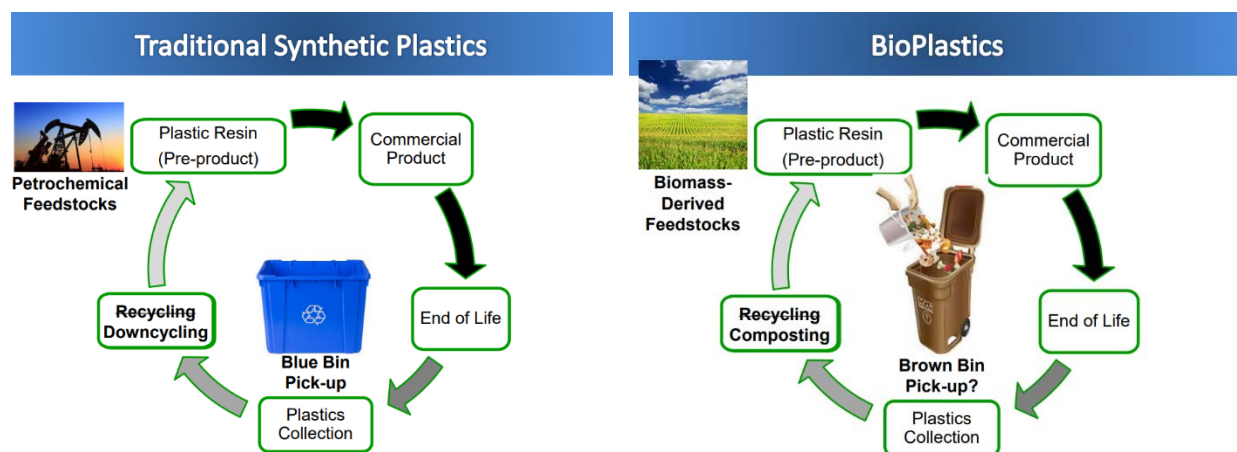 Traditional Synthetic Plastics
Petrochemical
Feedstocks
Plastic Resin
(Pre-product)
Commercial
Product
End of Life
Plastics
Collection
Blue Bin
Pick-up
Recycling
Downcycling
BioPlastics
Biomass-
Derived
Feedstocks
Plastic Resin
(Pre-product)
Commercial
Product
End of Life
Plastics
Collection
Brown Bin
Pick-up?
Recycling
Composting